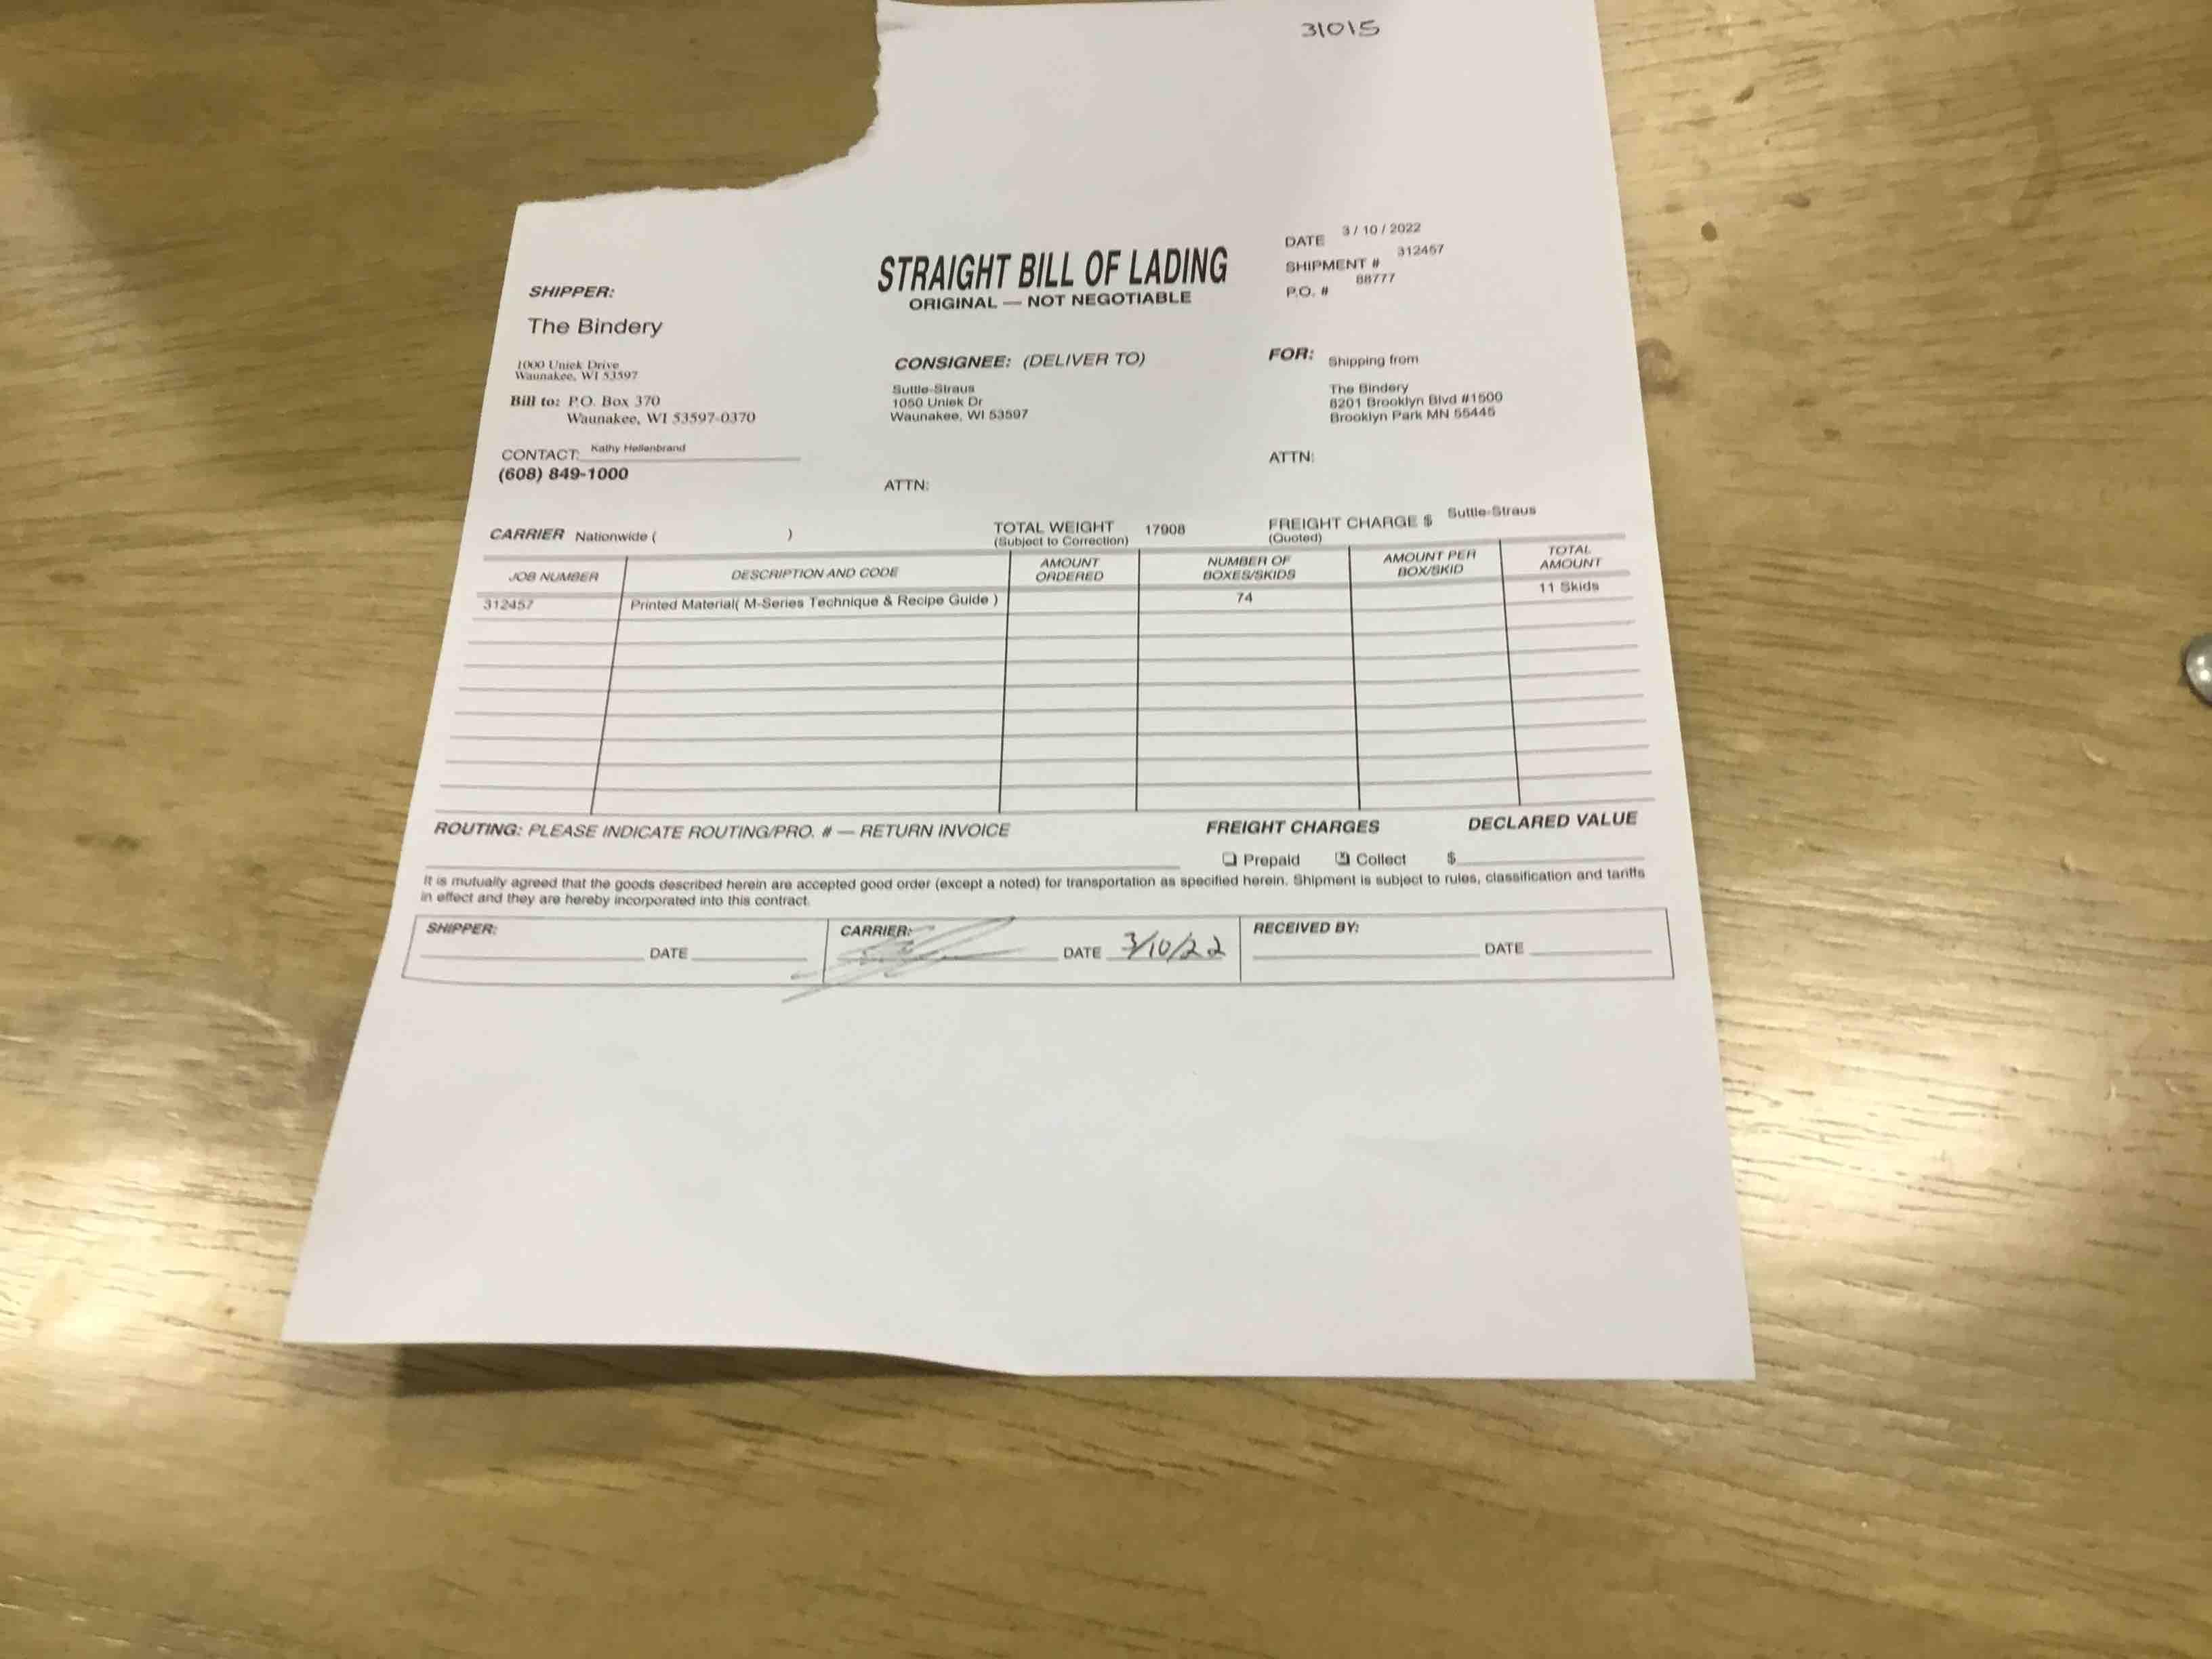 31015
DATE 3 / 10 / 2022
SHIPMENT # 312457
P.O. # 88777
STRAIGHT BILL OF LADING
ORIGINAL — NOT NEGOTIABLE
SHIPPER:
The Bindery
1000 Uniek Drive
Waunakee, WI 53597
Bill to: P.O. Box 370
Waunakee, WI 53597-0370
CONTACT: Kathy Hellenbrand
(608) 849-1000
CONSIGNEE: (DELIVER TO)
Suttle-Straus
1050 Uniek Dr
Waunakee, WI 53597
ATTN:
FOR: Shipping from
The Bindery
8201 Brooklyn Blvd #1500
Brooklyn Park MN 55445
ATTN:
CARRIER Nationwide ( )
TOTAL WEIGHT 17908
(Subject to Correction)
FREIGHT CHARGE $ Suttle-Straus
(Quoted)
JOB NUMBER DESCRIPTION AND CODE AMOUNT ORDERED NUMBER OF BOXES/SKIDS AMOUNT PER BOX/SKID TOTAL AMOUNT
312457 Printed Material( M-Series Technique & Recipe Guide ) 74 11 Skids
ROUTING: PLEASE INDICATE ROUTING/PRO. # — RETURN INVOICE
FREIGHT CHARGES DECLARED VALUE
Prepaid Collect $
It is mutually agreed that the goods described herein are accepted good order (except a noted) for transportation as specified herein. Shipment is subject to rules, classification and tariffs
in effect and they are hereby incorporated into this contract.
SHIPPER: DATE
CARRIER: DATE 3/10/22
RECEIVED BY: DATE